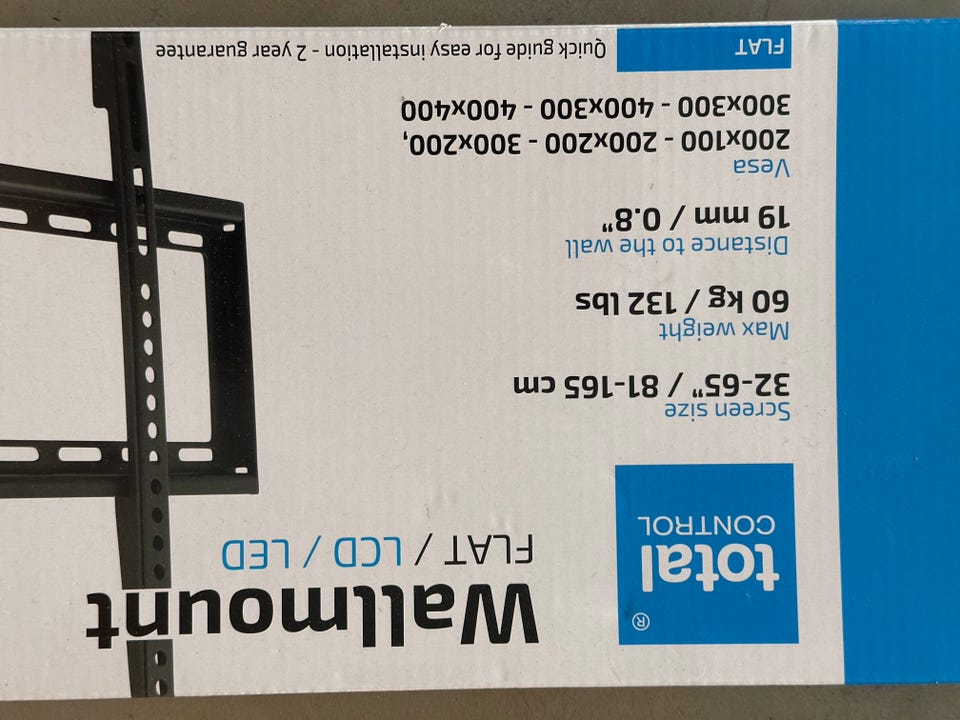 Wallmount
FLAT / LCD / LED
®
total
CONTROL
Screen size
32-65” / 81-165 cm
Max weight
60 kg / 132 lbs
Distance to the wall
19 mm / 0.8”
Vesa
200x100 - 200x200 - 300x200,
300x300 - 400x300 - 400x400
FLAT
Quick guide for easy installation - 2 year guarantee